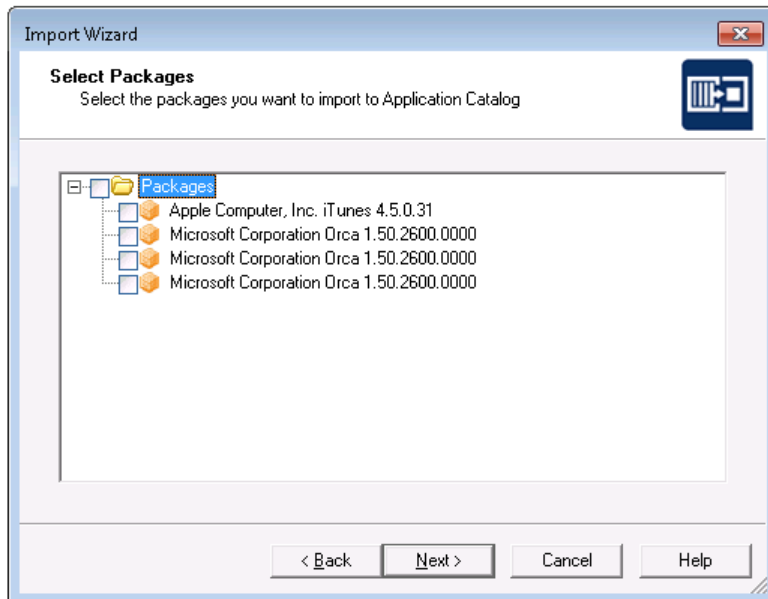 Import Wizard
Select Packages
Select the packages you want to import to Application Catalog
Packages
Apple Computer, Inc. iTunes 4.5.0.31
Microsoft Corporation Orca 1.50.2600.0000
Microsoft Corporation Orca 1.50.2600.0000
Microsoft Corporation Orca 1.50.2600.0000
< Back Next > Cancel Help